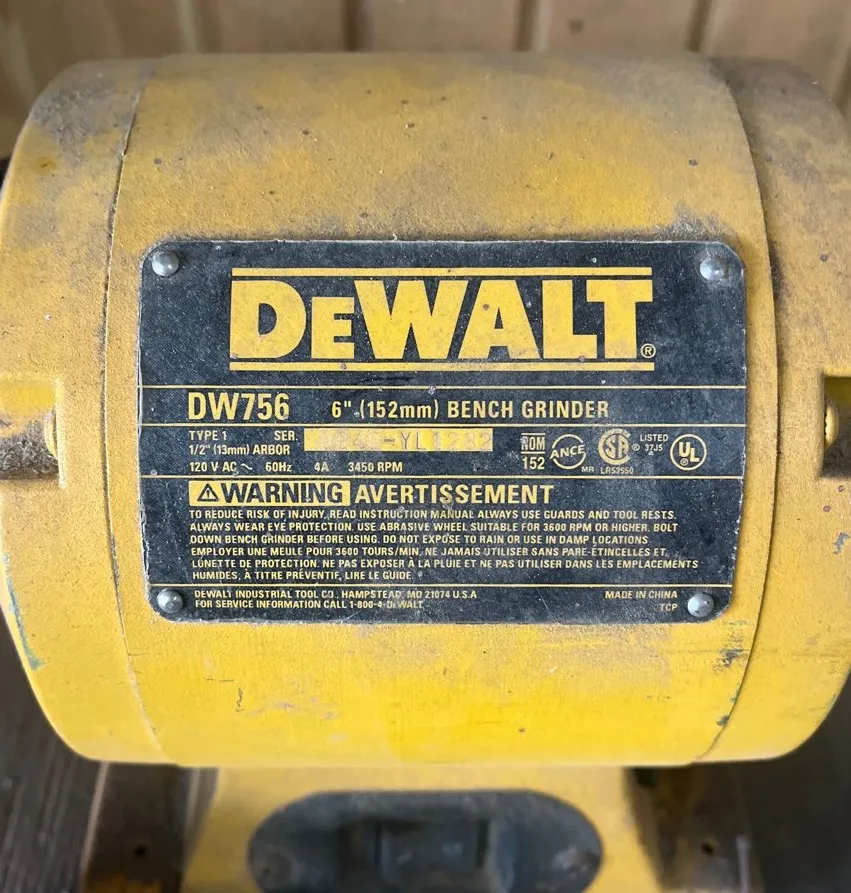 DEWALT®
DW756 6" (152mm) BENCH GRINDER
TYPE 1 SER.
1/2" (13mm) ARBOR
120 V AC ~ 60Hz 4A 3450 RPM
NOM
152
ANCE
SA ®
MR LR53550
LISTED
37J5
UL ®
⚠WARNING AVERTISSEMENT
TO REDUCE RISK OF INJURY, READ INSTRUCTION MANUAL ALWAYS USE GUARDS AND TOOL RESTS.
ALWAYS WEAR EYE PROTECTION. USE ABRASIVE WHEEL SUITABLE FOR 3600 RPM OR HIGHER. BOLT
DOWN BENCH GRINDER BEFORE USING. DO NOT EXPOSE TO RAIN OR USE IN DAMP LOCATIONS
EMPLOYER UNE MEULE POUR 3600 TOURS/MIN. NE JAMAIS UTILISER SANS PARE-ÉTINCELLES ET
LUNETTE DE PROTECTION. NE PAS EXPOSER À LA PLUIE ET NE PAS UTILISER DANS LES EMPLACEMENTS
HUMIDES, À TITRE PRÉVENTIF, LIRE LE GUIDE.
DEWALT INDUSTRIAL TOOL CO., HAMPSTEAD, MD 21074 U.S.A MADE IN CHINA
FOR SERVICE INFORMATION CALL 1-800-4-DEWALT TCP